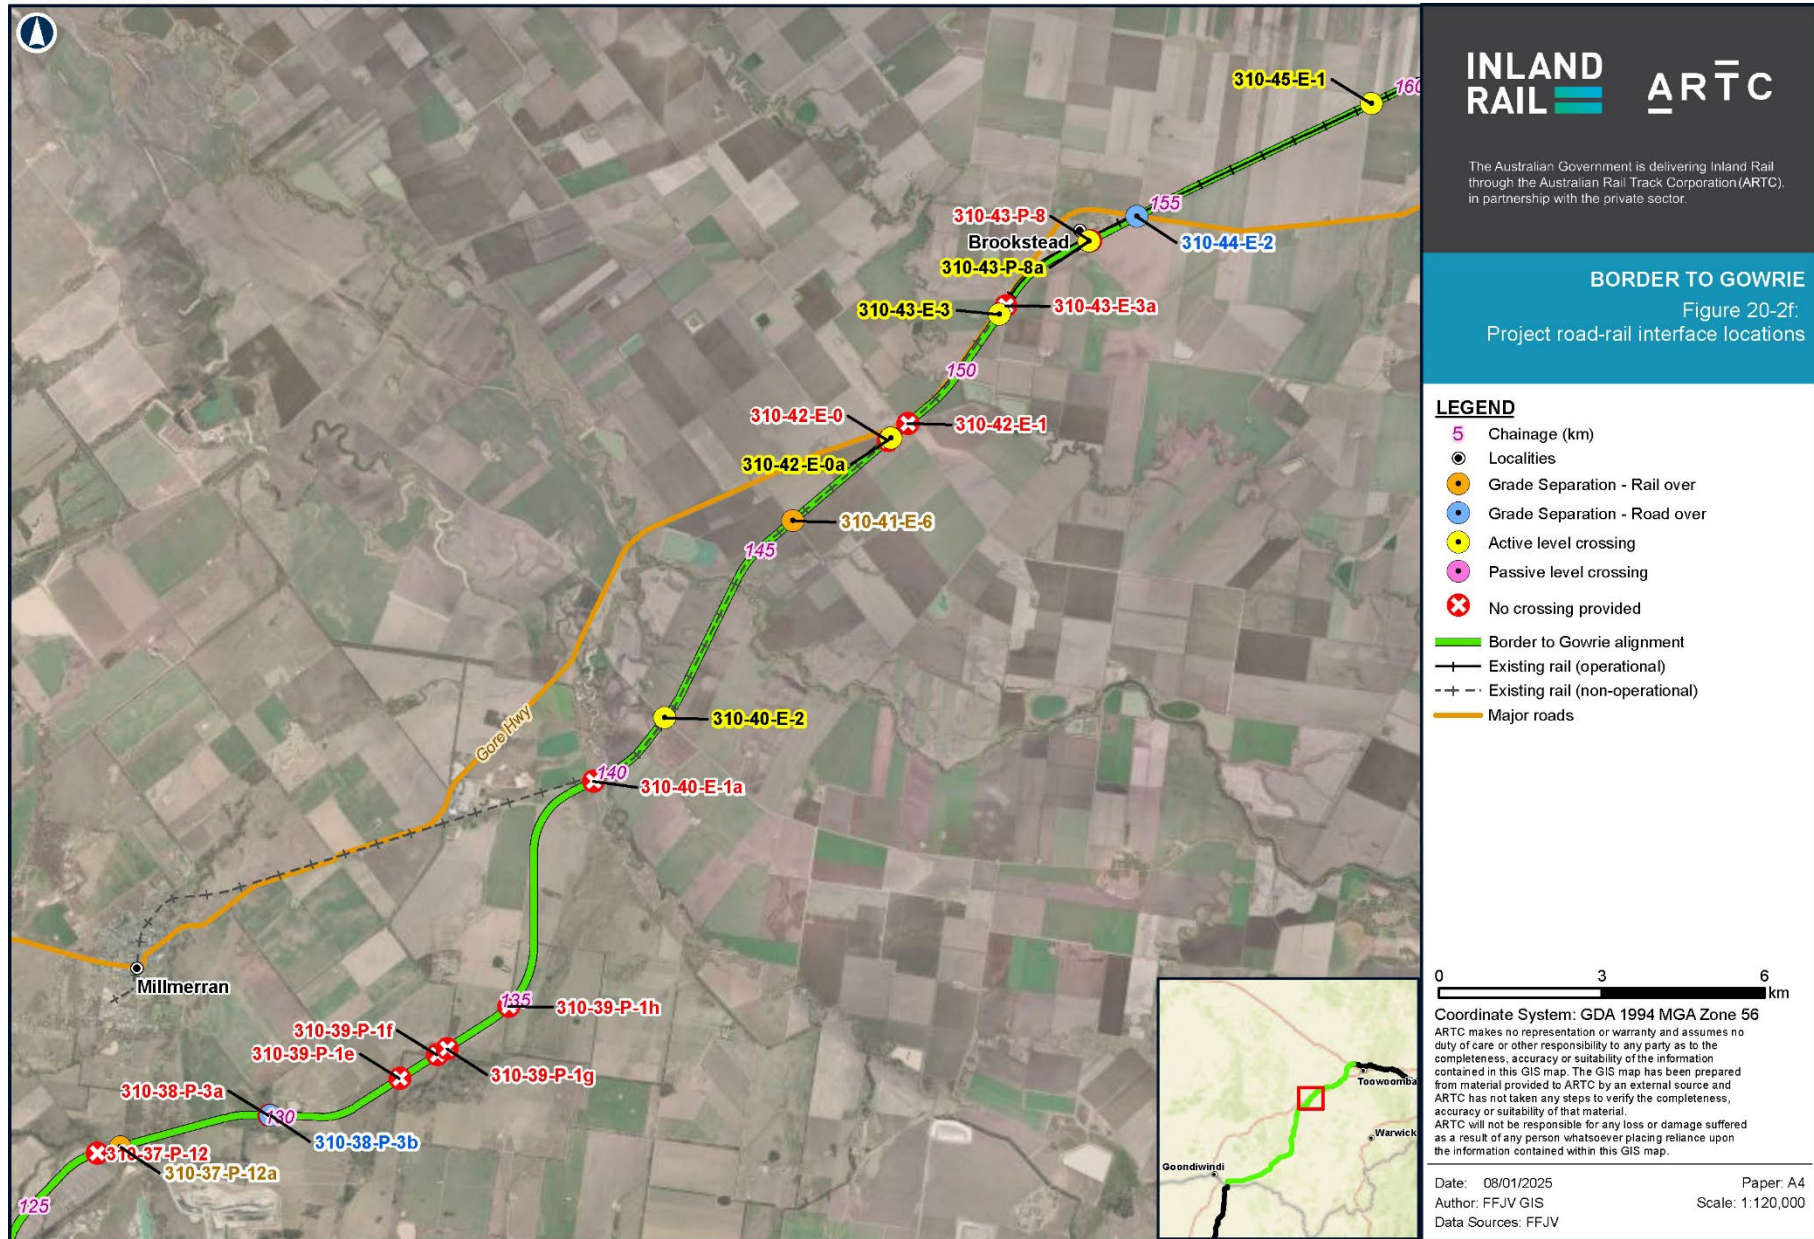 310-45-E-1
160
155
310-43-P-8
Brookstead
310-44-E-2
310-43-P-8a
310-43-E-3
310-43-E-3a
150
310-42-E-0
310-42-E-1
310-42-E-0a
310-41-E-6
145
310-40-E-2
Gore Hwy
140
310-40-E-1a
Millmerran
135
310-39-P-1h
310-39-P-1f
310-39-P-1e
310-39-P-1g
310-38-P-3a
130
310-38-P-3b
310-37-P-12
310-37-P-12a
125
Toowoomba
Warwick
Goondiwindi
INLAND
RAIL
ARTC
The Australian Government is delivering Inland Rail
through the Australian Rail Track Corporation (ARTC),
in partnership with the private sector.
BORDER TO GOWRIE
Figure 20-2f:
Project road-rail interface locations
LEGEND
5 Chainage (km)
Localities
Grade Separation - Rail over
Grade Separation - Road over
Active level crossing
Passive level crossing
No crossing provided
Border to Gowrie alignment
Existing rail (operational)
Existing rail (non-operational)
Major roads
0 3 6
km
Coordinate System: GDA 1994 MGA Zone 56
ARTC makes no representation or warranty and assumes no
duty of care or other responsibility to any party as to the
completeness, accuracy or suitability of the information
contained in this GIS map. The GIS map has been prepared
from material provided to ARTC by an external source and
ARTC has not taken any steps to verify the completeness,
accuracy or suitability of that material.
ARTC will not be responsible for any loss or damage suffered
as a result of any person whatsoever placing reliance upon
the information contained within this GIS map.
Date: 08/01/2025 Paper: A4
Author: FFJV GIS Scale: 1:120,000
Data Sources: FFJV